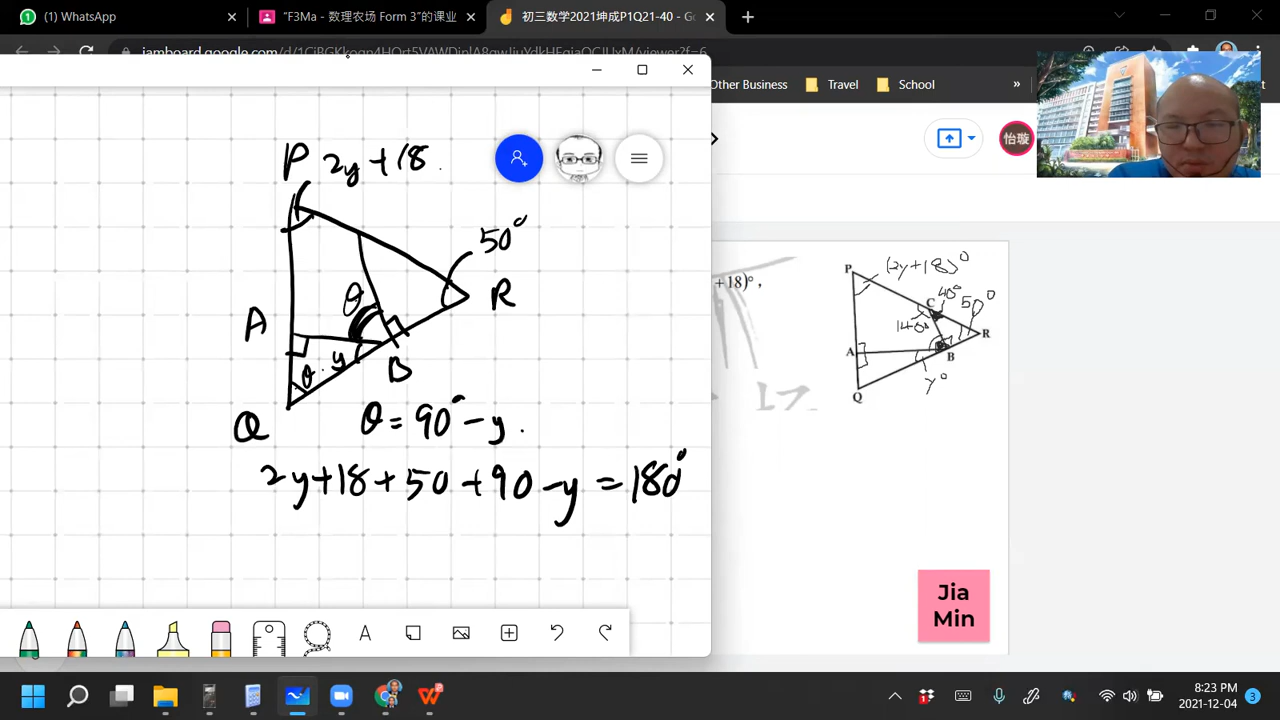 (1) WhatsApp
"F3Ma - 数理农场 Form 3"的课业
初三数学2021坤成P1Q21-40 - Go
Other Business
Travel
School
»
怡璇
P 2y + 18
50°
R
θ
A
θ
y
B
Q
θ = 90° - y
2y + 18 + 50 + 90 - y = 180°
+ 18)°,
(2y + 18)°
P
40°
C
50°
140°
R
A
B
y°
Q
A
Jia
Min
8:23 PM
2021-12-04
3